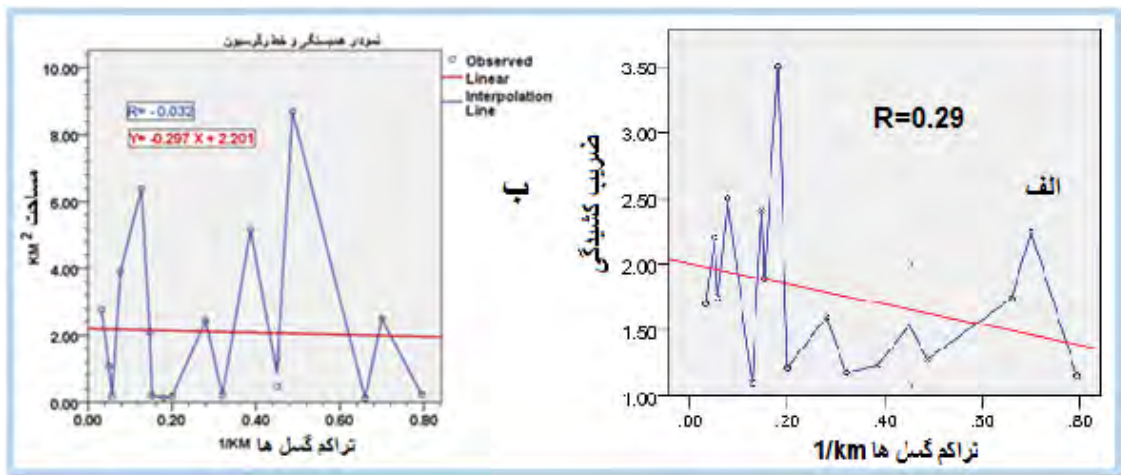 نمودار همبستگی و خط رگرسیون
10.00
8.00
6.00
4.00
2.00
0.00
مساحت KM 2
R= - 0.032
Y= -0.297 X + 2.201
Observed
Linear
Interpolation
Line
0.00 0.20 0.40 0.60 0.80
تراکم گسل ها 1/KM
ب
3.50
3.00
2.50
2.00
1.50
1.00
ضریب کشیدگی
R=0.29
الف
.00 .20 .40 .60 .80
تراکم گسل ها 1/km